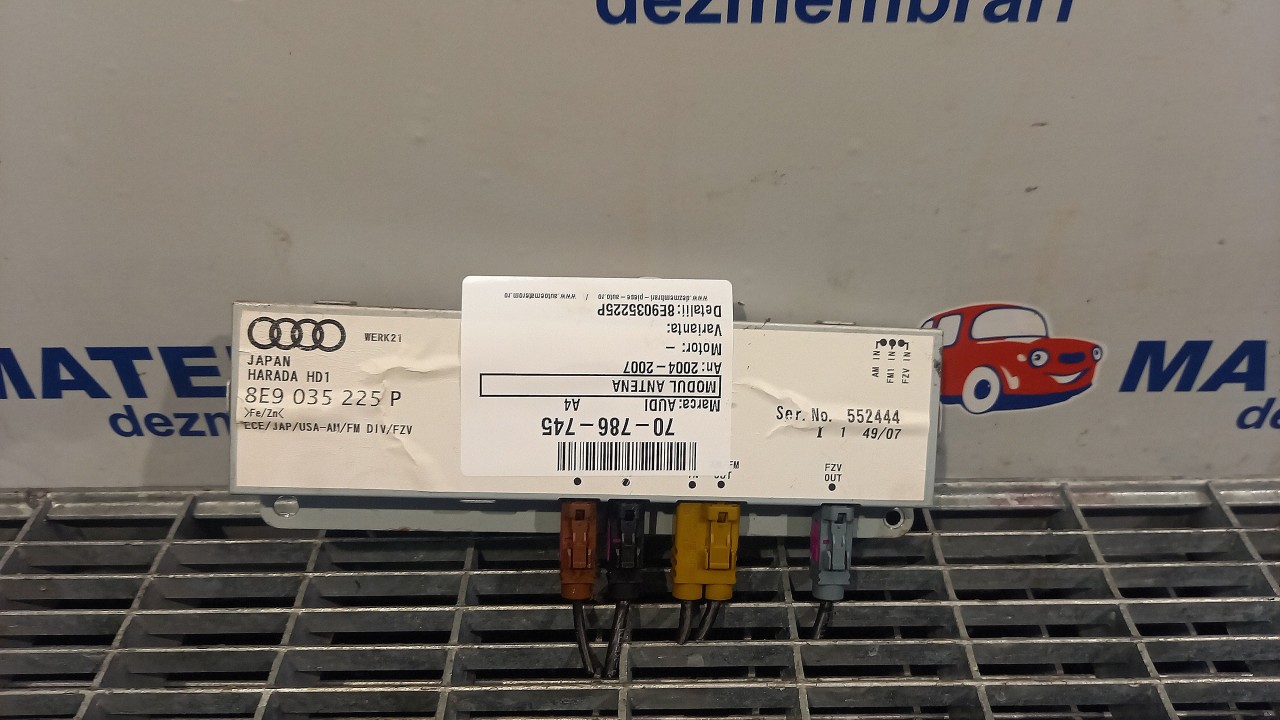 dezmembrări
MATE
dezm
MA
d
WERK21
JAPAN
HARADA HD1
8E9 035 225 P
>Fe/Zn<
ECE/JAP/USA-AM/FM DIV/FZV
AM IN
FM1 IN
FZV IN
Ser. No. 552444
1 49/07
FM
FZV
OUT
70-786-745
Marca: AUDI A4
MODUL ANTENA
An: 2004-2007
Motor: -
Varianta:
Detalii: 8E9035225P
www.dezmembrari-piese-auto.ro / www.automaterom.ro